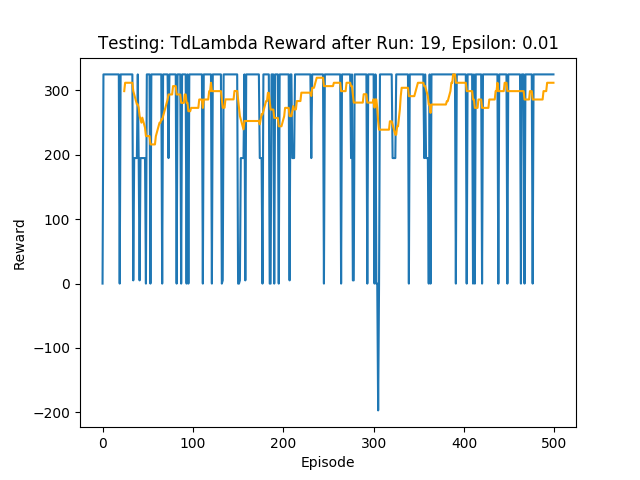 Testing: TdLambda Reward after Run: 19, Epsilon: 0.01
300
200
100
0
−100
−200
Reward
0 100 200 300 400 500
Episode